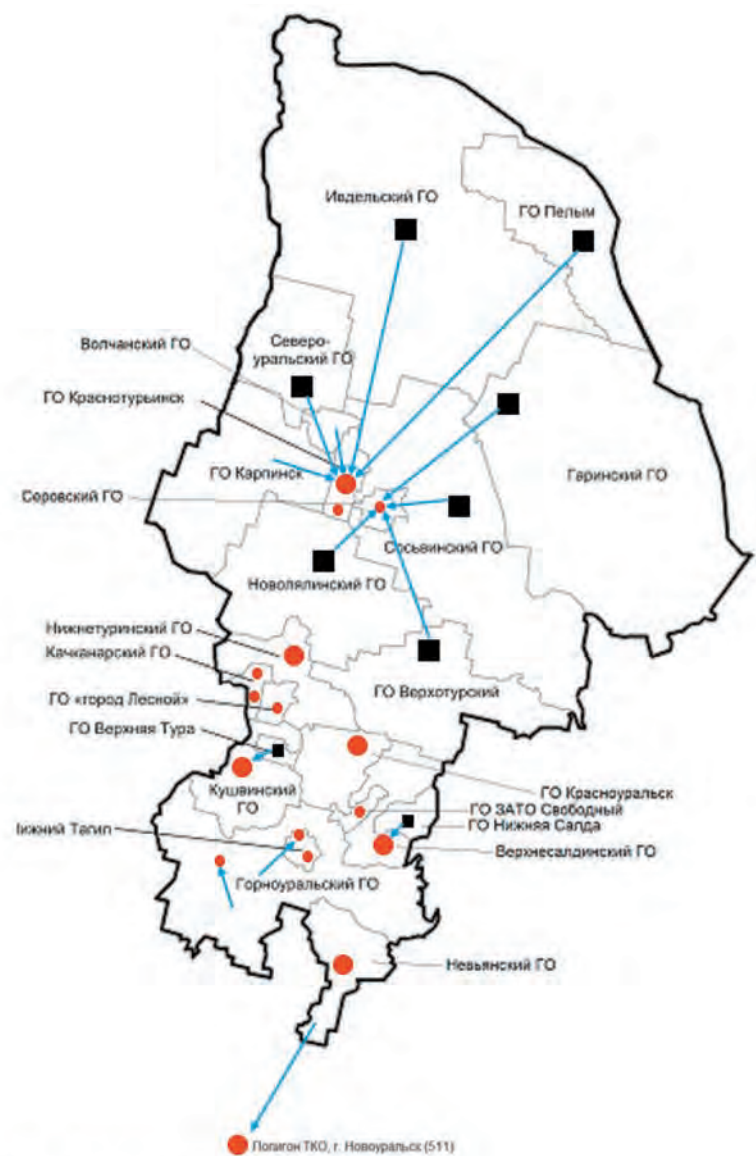 Ивдельский ГО
ГО Пелым
Волчанский ГО
Северо-
уральский ГО
ГО Краснотурьинск
ГО Карпинск
Гаринский ГО
Серовский ГО
Сосьвинский ГО
Новолялинский ГО
Нижнетуринский ГО
Качканарский ГО
ГО «город Лесной»
ГО Верхотурский
ГО Верхняя Тура
Кушвинский
ГО
ГО Красноуральск
ГО ЗАТО Свободный
ГО Нижняя Салда
Нижний Тагил
Верхнесалдинский ГО
Горноуральский ГО
Невьянский ГО
Полигон ТКО, г. Новоуральск (511)